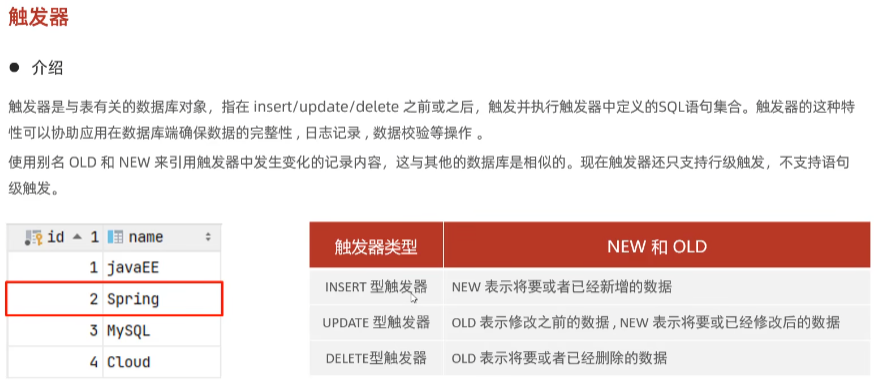 触发器
● 介绍
触发器是与表有关的数据库对象，指在 insert/update/delete 之前或之后，触发并执行触发器中定义的SQL语句集合。触发器的这种特
性可以协助应用在数据库端确保数据的完整性 , 日志记录 , 数据校验等操作 。
使用别名 OLD 和 NEW 来引用触发器中发生变化的记录内容，这与其他的数据库是相似的。现在触发器还只支持行级触发，不支持语句
级触发。
id 1 name
1 javaEE
2 Spring
3 MySQL
4 Cloud
触发器类型 NEW 和 OLD
INSERT 型触发器 NEW 表示将要或者已经新增的数据
UPDATE 型触发器 OLD 表示修改之前的数据 , NEW 表示将要或已经修改后的数据
DELETE型触发器 OLD 表示将要或者已经删除的数据